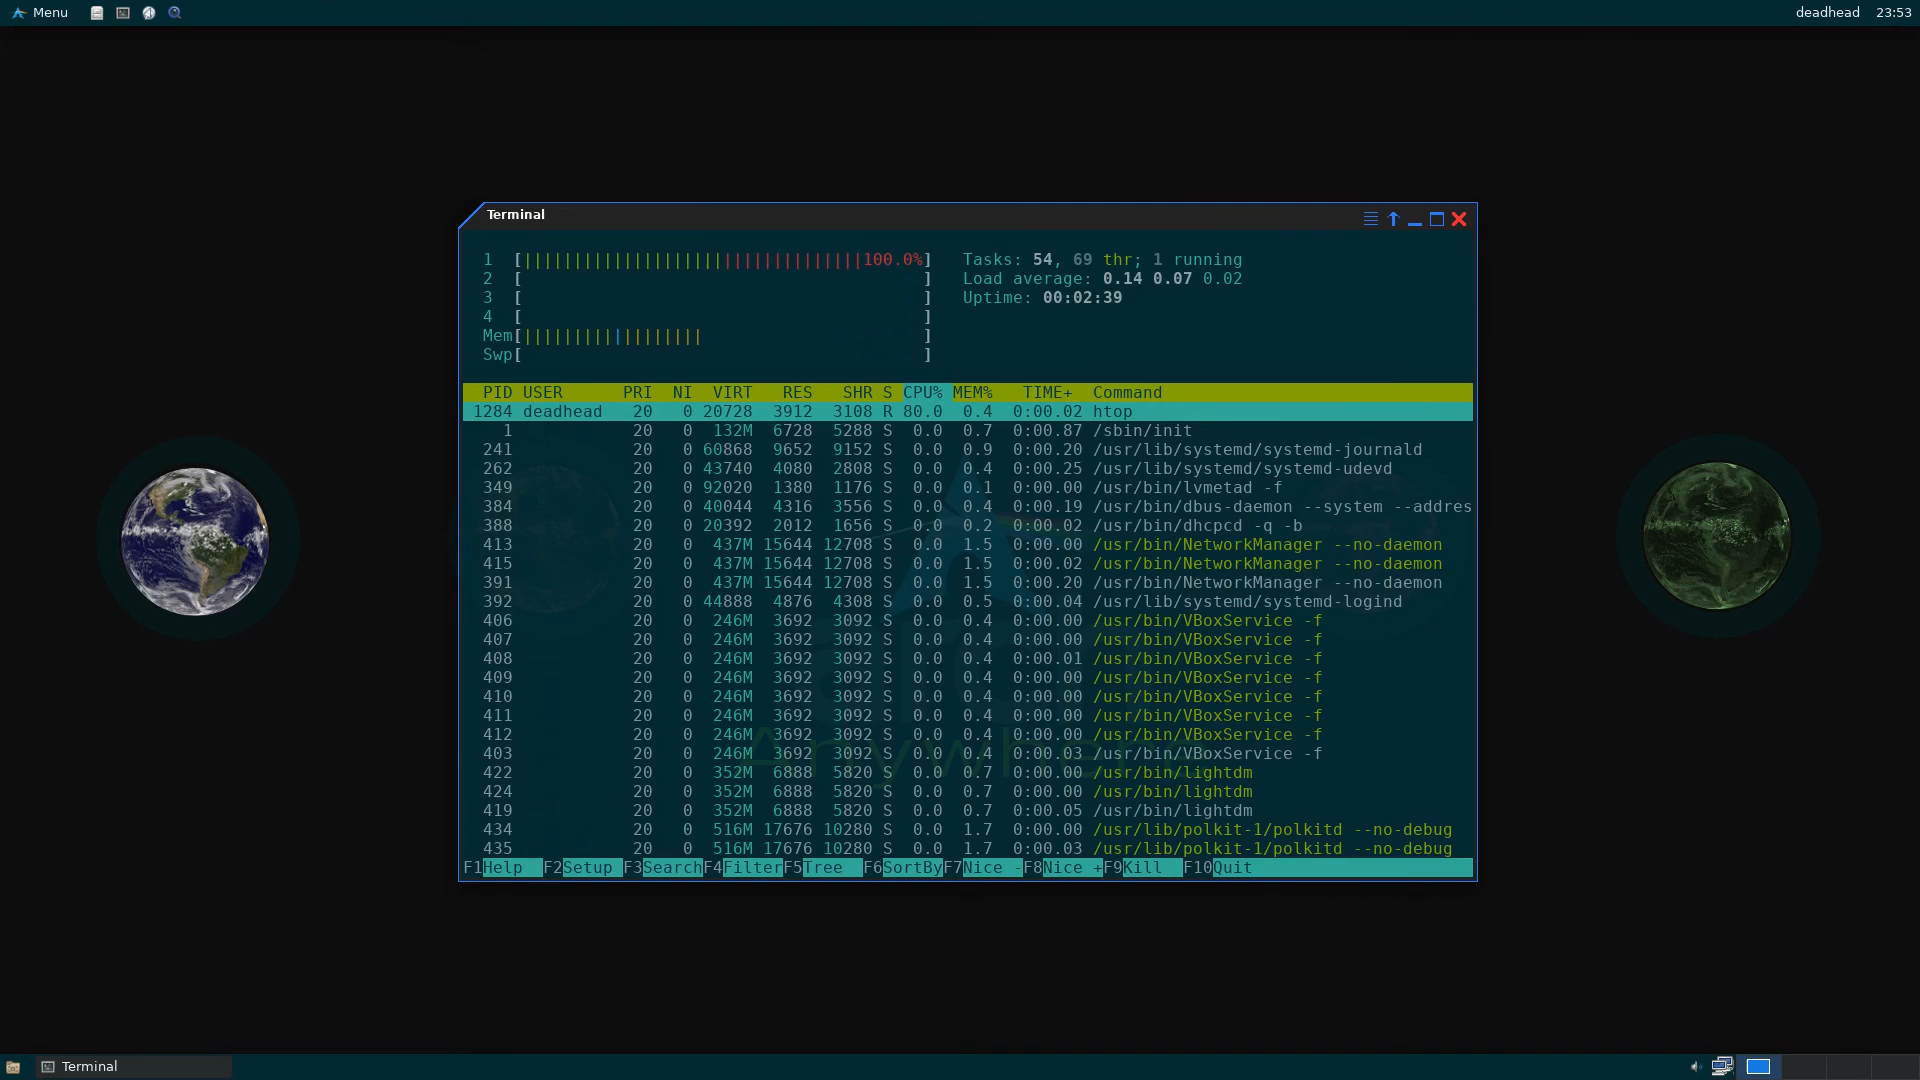 Menu deadhead 23:53
Terminal
1 [||||||||||||||||||||||||||||||||||100.0%] Tasks: 54, 69 thr; 1 running
2 [ ] Load average: 0.14 0.07 0.02
3 [ ] Uptime: 00:02:39
4 [ ]
Mem[||||||||||||||||||]
Swp[ ]
PID USER PRI NI VIRT RES SHR S CPU% MEM% TIME+ Command
1284 deadhead 20 0 20728 3912 3108 R 80.0 0.4 0:00.02 htop
1 20 0 132M 6728 5288 S 0.0 0.7 0:00.87 /sbin/init
241 20 0 60868 9652 9152 S 0.0 0.9 0:00.20 /usr/lib/systemd/systemd-journald
262 20 0 43740 4080 2808 S 0.0 0.4 0:00.25 /usr/lib/systemd/systemd-udevd
349 20 0 92020 1380 1176 S 0.0 0.1 0:00.00 /usr/bin/lvmetad -f
384 20 0 40044 4316 3556 S 0.0 0.4 0:00.19 /usr/bin/dbus-daemon --system --addres
388 20 0 20392 2012 1656 S 0.0 0.2 0:00.02 /usr/bin/dhcpcd -q -b
413 20 0 437M 15644 12708 S 0.0 1.5 0:00.00 /usr/bin/NetworkManager --no-daemon
415 20 0 437M 15644 12708 S 0.0 1.5 0:00.02 /usr/bin/NetworkManager --no-daemon
391 20 0 437M 15644 12708 S 0.0 1.5 0:00.20 /usr/bin/NetworkManager --no-daemon
392 20 0 44888 4876 4308 S 0.0 0.5 0:00.04 /usr/lib/systemd/systemd-logind
406 20 0 246M 3692 3092 S 0.0 0.4 0:00.00 /usr/bin/VBoxService -f
407 20 0 246M 3692 3092 S 0.0 0.4 0:00.00 /usr/bin/VBoxService -f
408 20 0 246M 3692 3092 S 0.0 0.4 0:00.01 /usr/bin/VBoxService -f
409 20 0 246M 3692 3092 S 0.0 0.4 0:00.00 /usr/bin/VBoxService -f
410 20 0 246M 3692 3092 S 0.0 0.4 0:00.00 /usr/bin/VBoxService -f
411 20 0 246M 3692 3092 S 0.0 0.4 0:00.00 /usr/bin/VBoxService -f
412 20 0 246M 3692 3092 S 0.0 0.4 0:00.00 /usr/bin/VBoxService -f
403 20 0 246M 3692 3092 S 0.0 0.4 0:00.03 /usr/bin/VBoxService -f
422 20 0 352M 6888 5820 S 0.0 0.7 0:00.00 /usr/bin/lightdm
424 20 0 352M 6888 5820 S 0.0 0.7 0:00.00 /usr/bin/lightdm
419 20 0 352M 6888 5820 S 0.0 0.7 0:00.05 /usr/bin/lightdm
434 20 0 516M 17676 10280 S 0.0 1.7 0:00.00 /usr/lib/polkit-1/polkitd --no-debug
435 20 0 516M 17676 10280 S 0.0 1.7 0:00.03 /usr/lib/polkit-1/polkitd --no-debug
F1Help F2Setup F3SearchF4FilterF5Tree F6SortByF7Nice -F8Nice +F9Kill F10Quit
Anywhere
Terminal